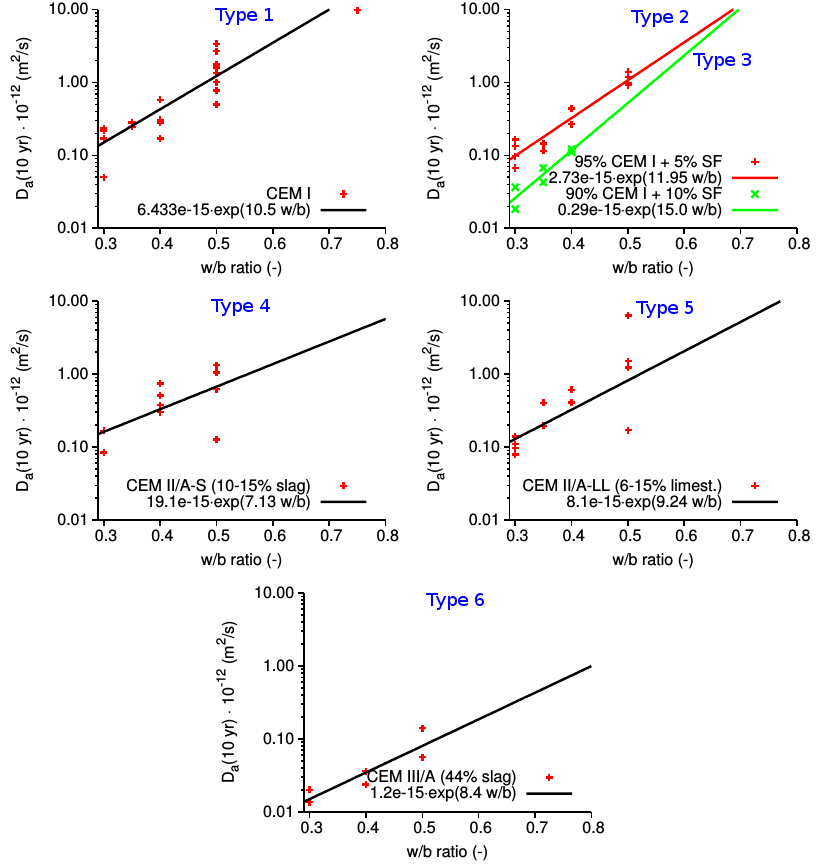 Type 1
10.00
1.00
0.10
0.01
Da(10 yr) · 10-12 (m2/s)
CEM I
6.433e-15·exp(10.5 w/b)
0.3 0.4 0.5 0.6 0.7 0.8
w/b ratio (-)
Type 2
Type 3
10.00
1.00
0.10
0.01
Da(10 yr) · 10-12 (m2/s)
95% CEM I + 5% SF
2.73e-15·exp(11.95 w/b)
90% CEM I + 10% SF
0.29e-15·exp(15.0 w/b)
0.3 0.4 0.5 0.6 0.7 0.8
w/b ratio (-)
Type 4
10.00
1.00
0.10
0.01
Da(10 yr) · 10-12 (m2/s)
CEM II/A-S (10-15% slag)
19.1e-15·exp(7.13 w/b)
0.3 0.4 0.5 0.6 0.7 0.8
w/b ratio (-)
Type 5
10.00
1.00
0.10
0.01
Da(10 yr) · 10-12 (m2/s)
CEM II/A-LL (6-15% limest.)
8.1e-15·exp(9.24 w/b)
0.3 0.4 0.5 0.6 0.7 0.8
w/b ratio (-)
Type 6
10.00
1.00
0.10
0.01
Da(10 yr) · 10-12 (m2/s)
CEM III/A (44% slag)
1.2e-15·exp(8.4 w/b)
0.3 0.4 0.5 0.6 0.7 0.8
w/b ratio (-)